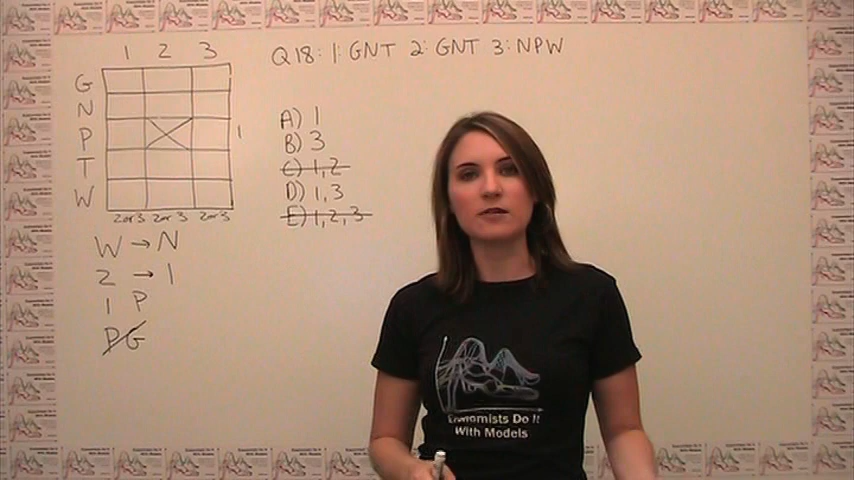 1 2 3
Q18: 1: GNT 2: GNT 3: NPW
G
N
P 1
T
W
2 or 3 2 or 3 2 or 3
W → N
2 → 1
1 P
PG
A) 1
B) 3
C) 1,2
D) 1,3
E) 1,2,3
Economists Do It
With Models